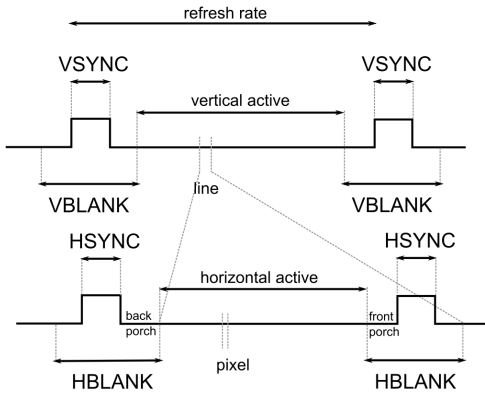 refresh rate
VSYNC
VSYNC
vertical active
line
VBLANK
VBLANK
HSYNC
HSYNC
horizontal active
back
porch
front
porch
pixel
HBLANK
HBLANK